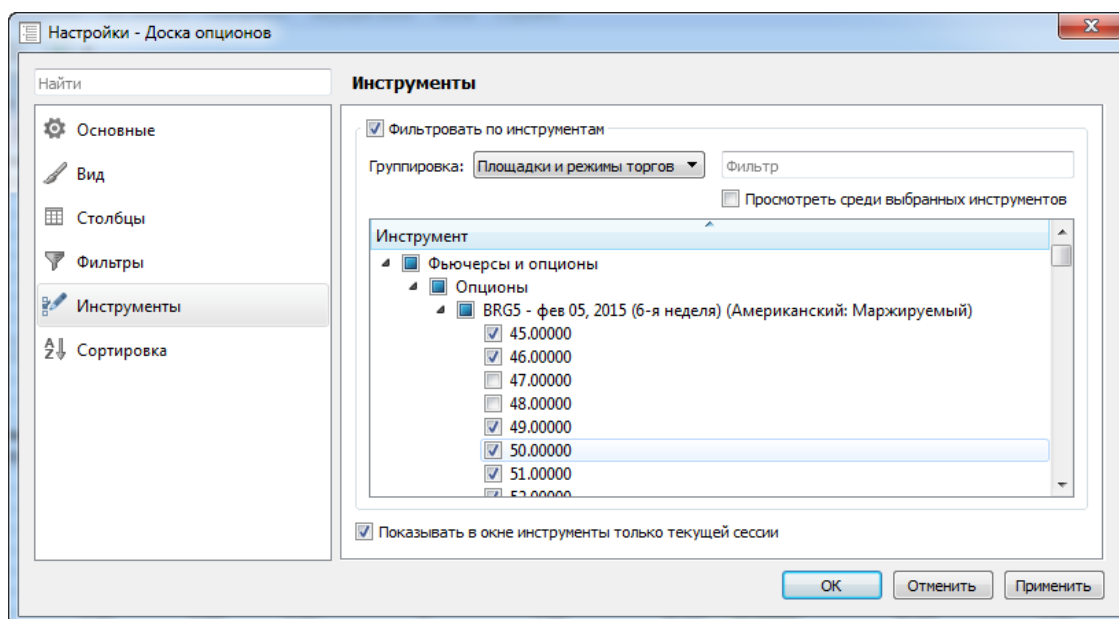 Настройки - Доска опционов
Найти
Основные
Вид
Столбцы
Фильтры
Инструменты
Сортировка
Инструменты
Фильтровать по инструментам
Группировка: Площадки и режимы торгов Фильтр
Просмотреть среди выбранных инструментов
Инструмент
Фьючерсы и опционы
Опционы
BRG5 - фев 05, 2015 (6-я неделя) (Американский: Маржируемый)
45.00000
46.00000
47.00000
48.00000
49.00000
50.00000
51.00000
52.00000
Показывать в окне инструменты только текущей сессии
OK Отменить Применить